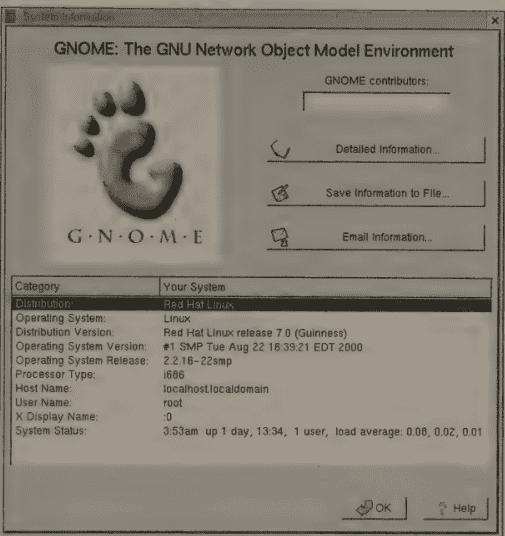 System Information
GNOME: The GNU Network Object Model Environment
GNOME contributors:
Detailed Information...
Save Information to File...
Email Information...
G·N·O·M·E
Category Your System
Distribution: Red Hat Linux
Operating System: Linux
Distribution Version: Red Hat Linux release 7.0 (Guinness)
Operating System Version: #1 SMP Tue Aug 22 16:39:21 EDT 2000
Operating System Release: 2.2.16-22smp
Processor Type: i686
Host Name: localhost.localdomain
User Name: root
X Display Name: :0
System Status: 3:53am up 1 day, 13:34, 1 user, load average: 0.06, 0.02, 0.01
OK
Help